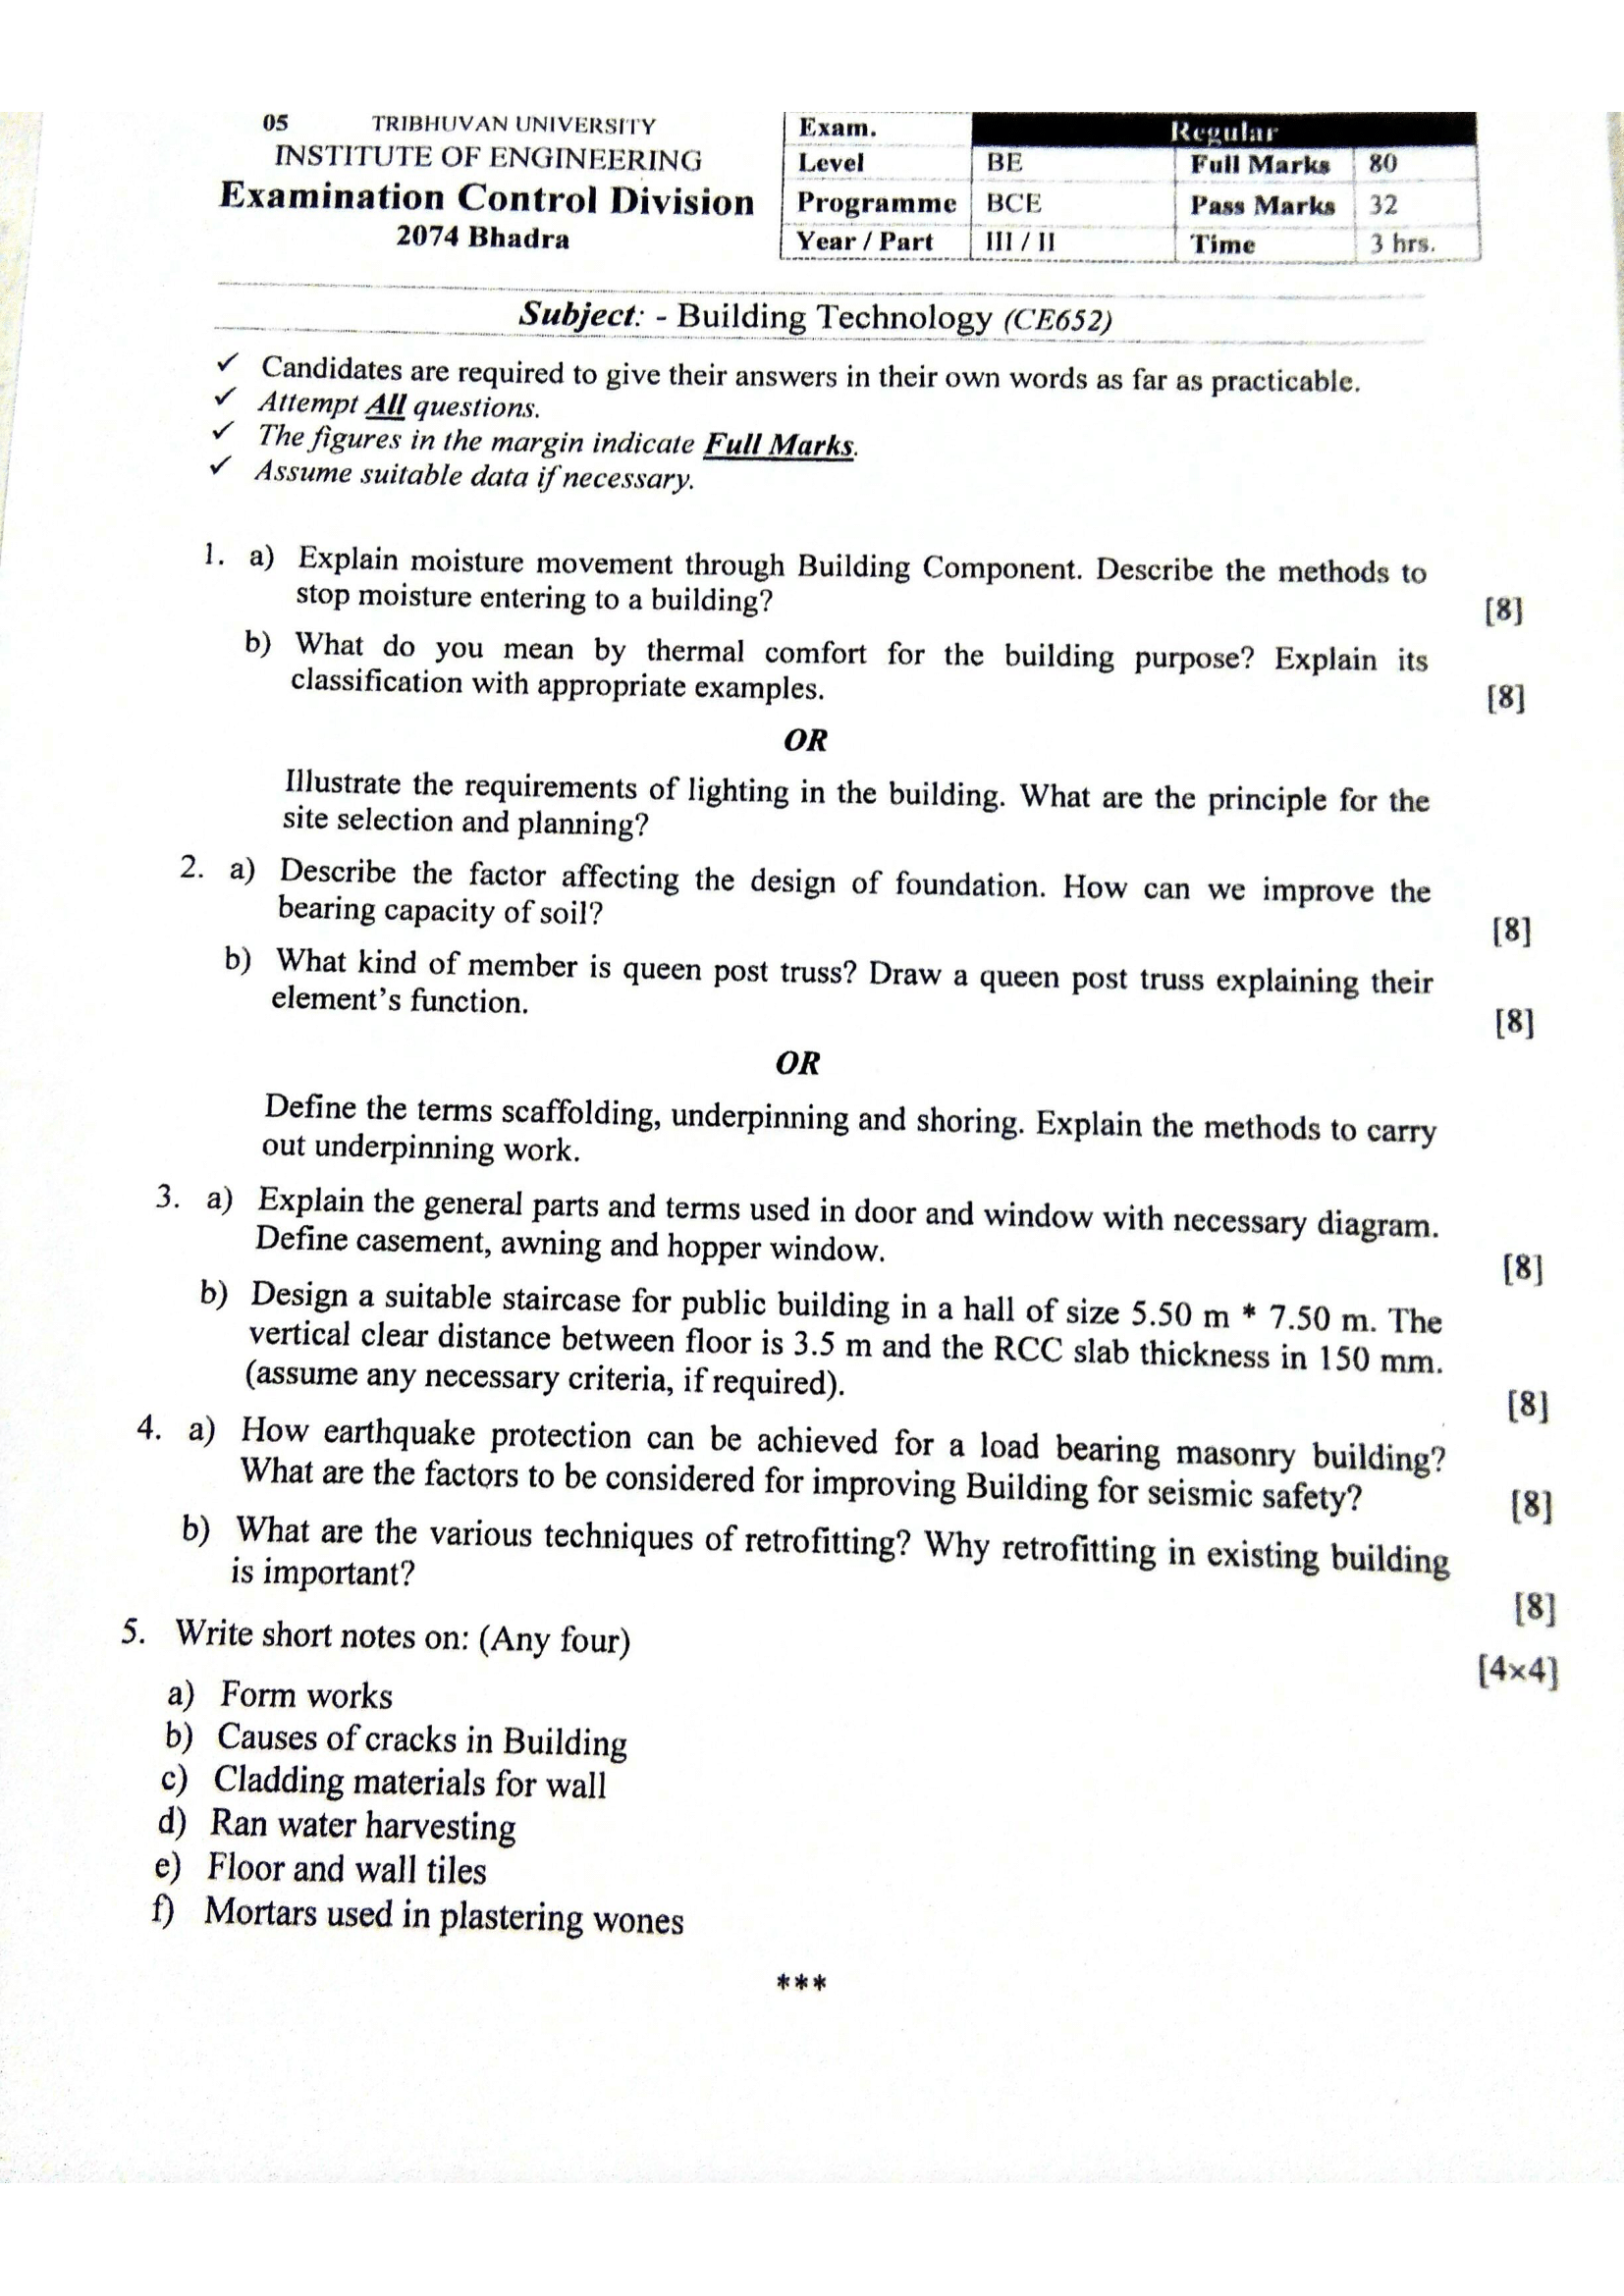 05 TRIBHUVAN UNIVERSITY
INSTITUTE OF ENGINEERING
Examination Control Division
2074 Bhadra
Exam. Regular
Level BE Full Marks 80
Programme BCE Pass Marks 32
Year / Part III / II Time 3 hrs.
Subject: - Building Technology (CE652)
✓ Candidates are required to give their answers in their own words as far as practicable.
✓ Attempt All questions.
✓ The figures in the margin indicate Full Marks.
✓ Assume suitable data if necessary.
1. a) Explain moisture movement through Building Component. Describe the methods to
stop moisture entering to a building? [8]
b) What do you mean by thermal comfort for the building purpose? Explain its
classification with appropriate examples. [8]
OR
Illustrate the requirements of lighting in the building. What are the principle for the
site selection and planning?
2. a) Describe the factor affecting the design of foundation. How can we improve the
bearing capacity of soil? [8]
b) What kind of member is queen post truss? Draw a queen post truss explaining their
element's function. [8]
OR
Define the terms scaffolding, underpinning and shoring. Explain the methods to carry
out underpinning work.
3. a) Explain the general parts and terms used in door and window with necessary diagram.
Define casement, awning and hopper window. [8]
b) Design a suitable staircase for public building in a hall of size 5.50 m * 7.50 m. The
vertical clear distance between floor is 3.5 m and the RCC slab thickness in 150 mm.
(assume any necessary criteria, if required). [8]
4. a) How earthquake protection can be achieved for a load bearing masonry building?
What are the factors to be considered for improving Building for seismic safety? [8]
b) What are the various techniques of retrofitting? Why retrofitting in existing building
is important? [8]
5. Write short notes on: (Any four) [4×4]
a) Form works
b) Causes of cracks in Building
c) Cladding materials for wall
d) Ran water harvesting
e) Floor and wall tiles
f) Mortars used in plastering wones
***